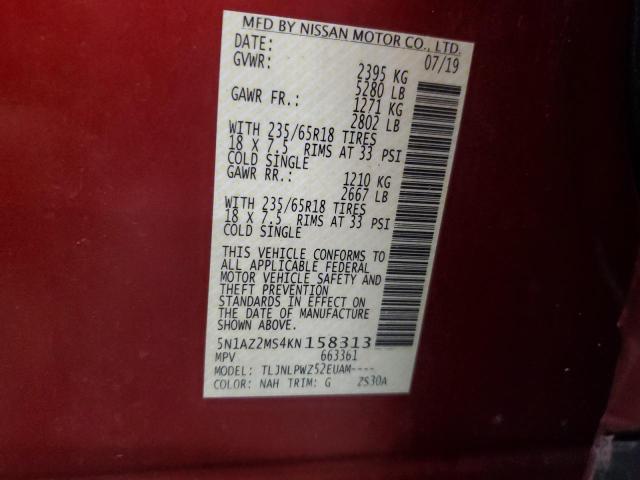 MFD BY NISSAN MOTOR CO., LTD.
DATE: 07/19
GVWR: 2395 KG
5280 LB
GAWR FR.: 1271 KG
2802 LB
WITH 235/65R18 TIRES
18 X 7.5 RIMS AT 33 PSI
COLD SINGLE
GAWR RR.: 1210 KG
2667 LB
WITH 235/65R18 TIRES
18 X 7.5 RIMS AT 33 PSI
COLD SINGLE
THIS VEHICLE CONFORMS TO
ALL APPLICABLE FEDERAL
MOTOR VEHICLE SAFETY AND
THEFT PREVENTION
STANDARDS IN EFFECT ON
THE DATE OF MANUFACTURE
SHOWN ABOVE.
5N1AZ2MS4KN158313
MPV 663361
MODEL: TLJNLPWZ52EUAM----
COLOR: NAH TRIM: G ZS30A